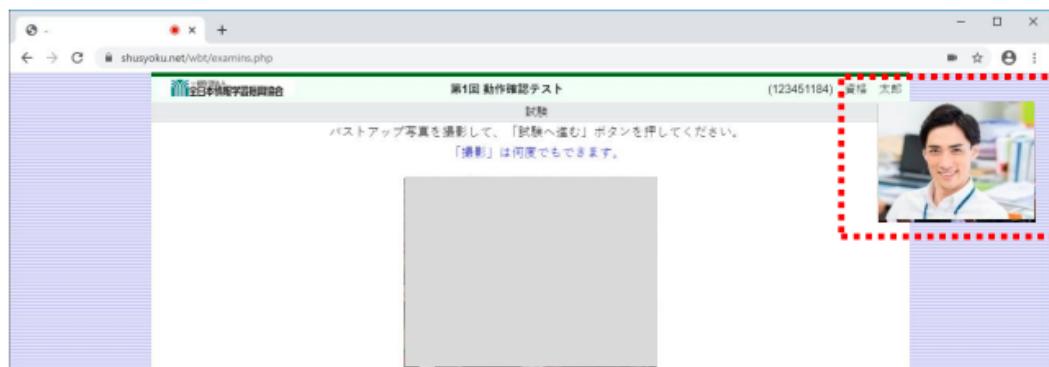 -
shusyoku.net/wbt/examins.php
全日本情報学習振興協会
第1回 動作確認テスト
(123451184) 資格 太郎
試験
バストアップ写真を撮影して、「試験へ進む」ボタンを押してください。
「撮影」は何度でもできます。